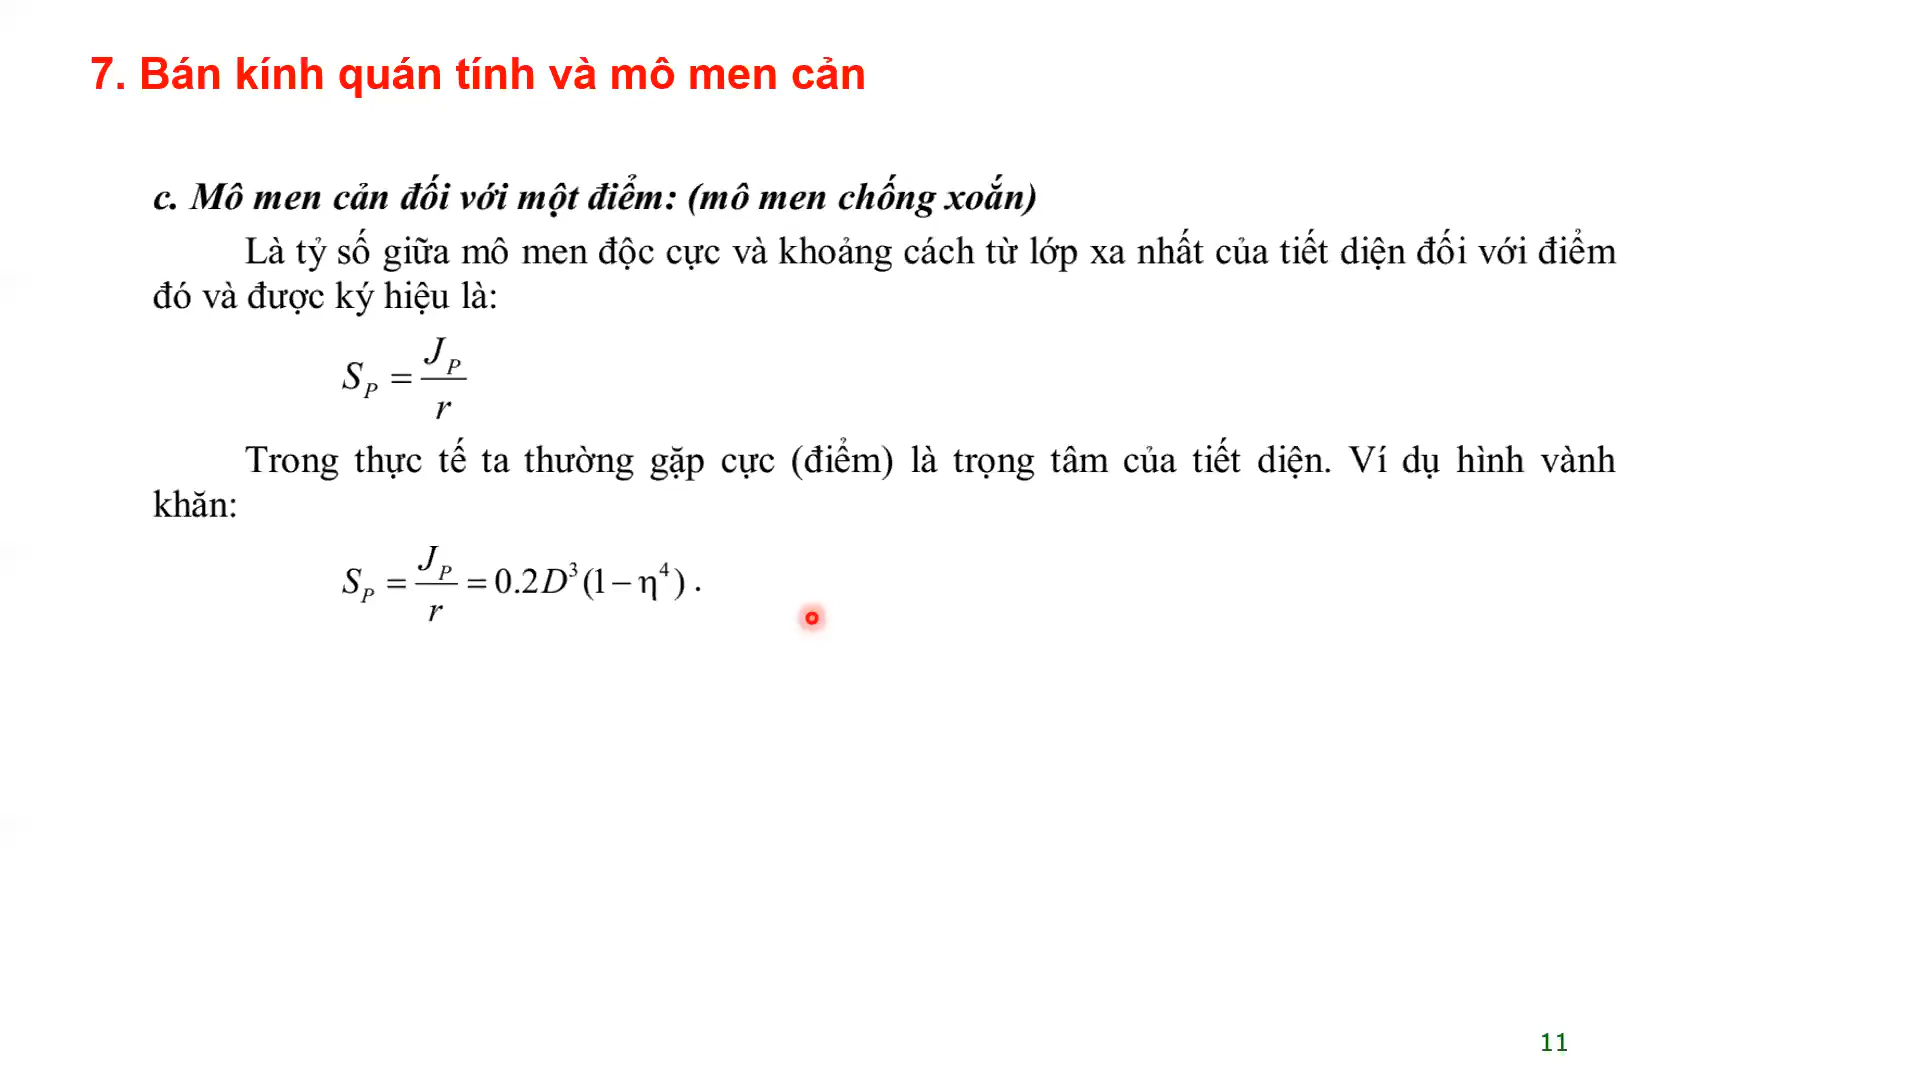 7. Bán kính quán tính và mô men cản
c. Mô men cản đối với một điểm: (mô men chống xoắn)
Là tỷ số giữa mô men độc cực và khoảng cách từ lớp xa nhất của tiết diện đối với điểm
đó và được ký hiệu là:
S_P = J_P / r
Trong thực tế ta thường gặp cực (điểm) là trọng tâm của tiết diện. Ví dụ hình vành
khăn:
S_P = J_P / r = 0.2D³(1 − η⁴) .
11